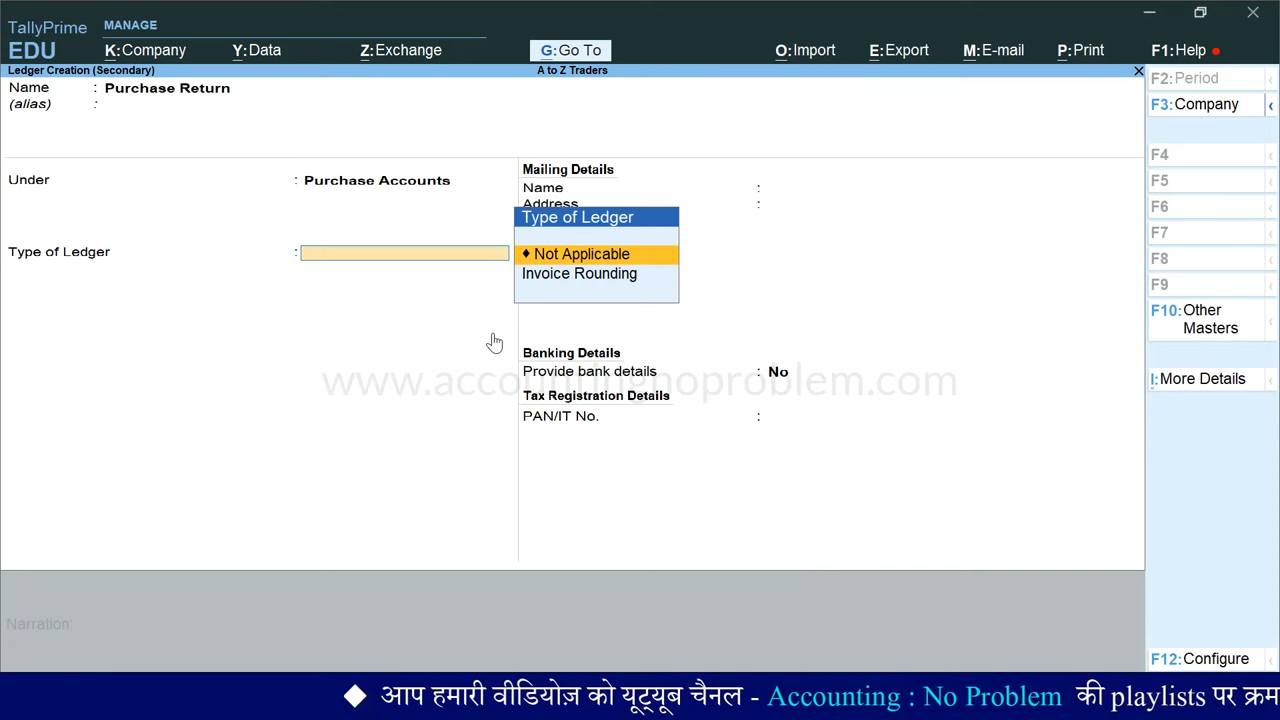 TallyPrime
EDU
MANAGE
K:Company
Y:Data
Z:Exchange
G:Go To
O:Import
E:Export
M:E-mail
P:Print
F1:Help
Ledger Creation (Secondary)
A to Z Traders
Name : Purchase Return
(alias) :
Under : Purchase Accounts
Type of Ledger :
Mailing Details
Name :
Address :
Type of Ledger
♦ Not Applicable
Invoice Rounding
Banking Details
Provide bank details : No
Tax Registration Details
PAN/IT No. :
www.accountingnoproblem.com
Narration:
F2:Period
F3:Company
F4
F5
F6
F7
F8
F9
F10:Other
Masters
I:More Details
F12:Configure
◆ आप हमारी वीडियोज़ को यूट्यूब चैनल - Accounting : No Problem की playlists पर क्रम